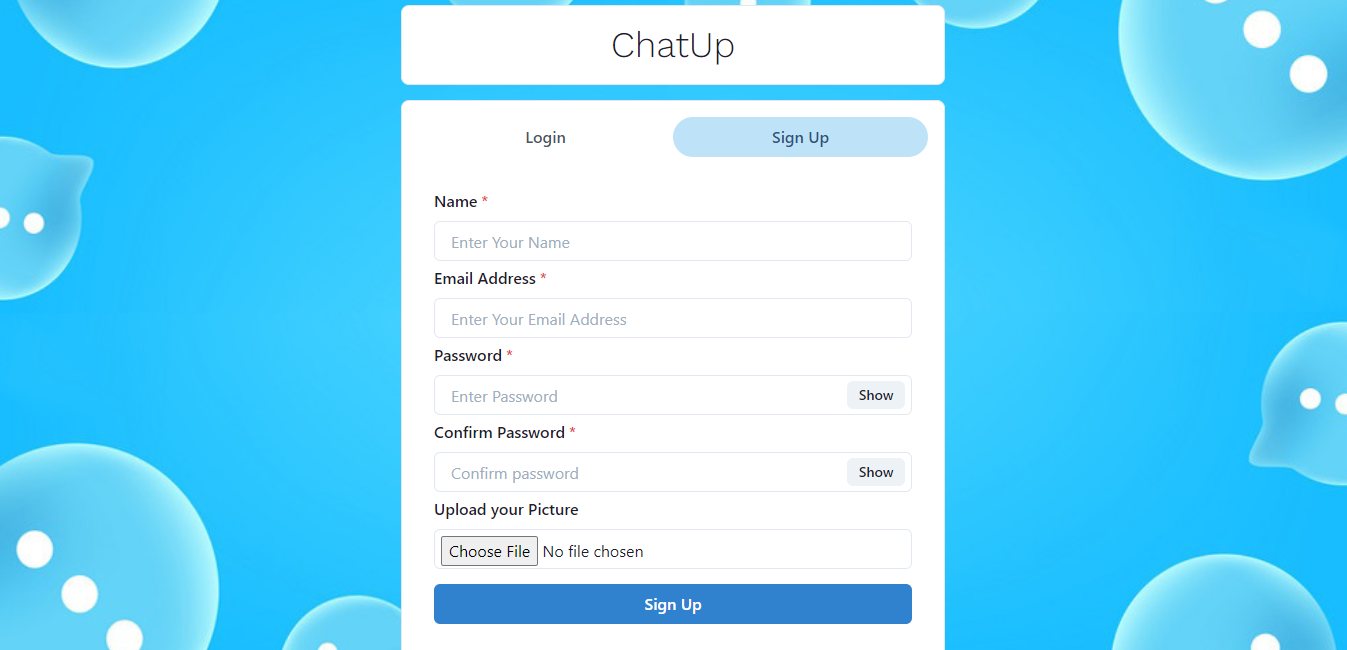 ChatUp
Login
Sign Up
Name *
Enter Your Name
Email Address *
Enter Your Email Address
Password *
Enter Password
Show
Confirm Password *
Confirm password
Show
Upload your Picture
Choose File No file chosen
Sign Up